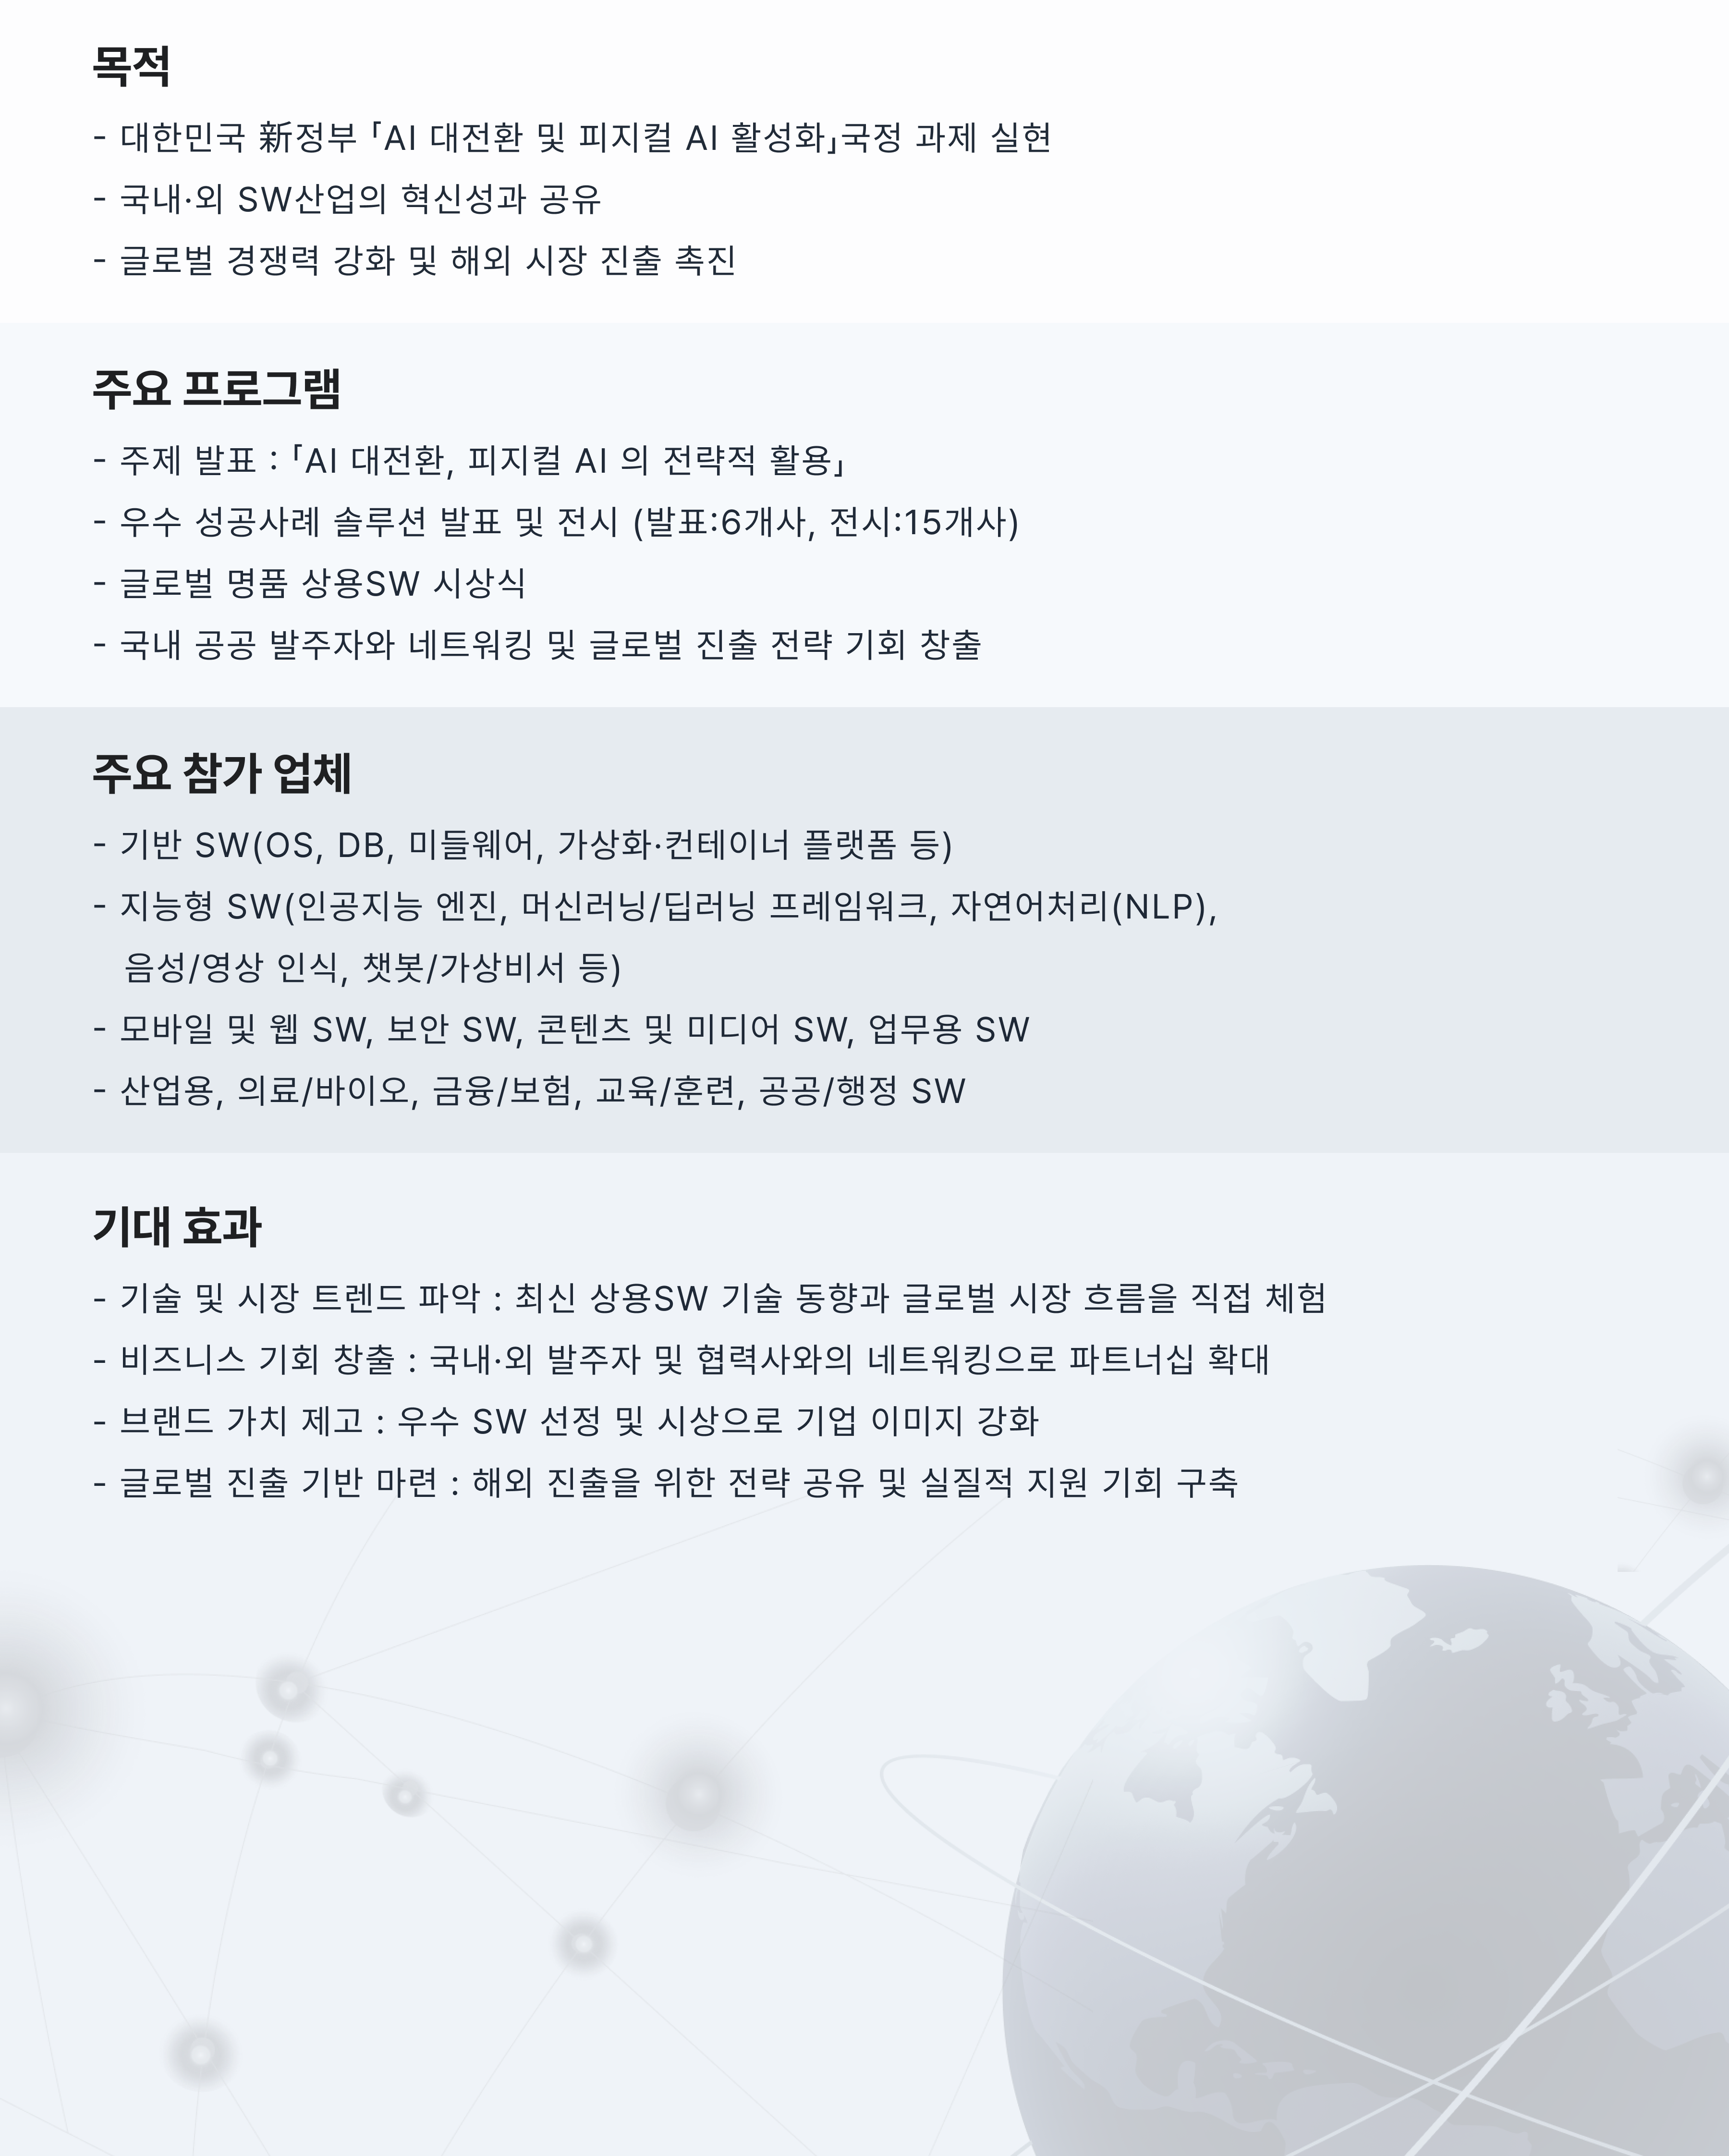 목적
- 대한민국 新정부 「AI 대전환 및 피지컬 AI 활성화」국정 과제 실현
- 국내·외 SW산업의 혁신성과 공유
- 글로벌 경쟁력 강화 및 해외 시장 진출 촉진
주요 프로그램
- 주제 발표 : 「AI 대전환, 피지컬 AI 의 전략적 활용」
- 우수 성공사례 솔루션 발표 및 전시 (발표:6개사, 전시:15개사)
- 글로벌 명품 상용SW 시상식
- 국내 공공 발주자와 네트워킹 및 글로벌 진출 전략 기회 창출
주요 참가 업체
- 기반 SW(OS, DB, 미들웨어, 가상화·컨테이너 플랫폼 등)
- 지능형 SW(인공지능 엔진, 머신러닝/딥러닝 프레임워크, 자연어처리(NLP),
음성/영상 인식, 챗봇/가상비서 등)
- 모바일 및 웹 SW, 보안 SW, 콘텐츠 및 미디어 SW, 업무용 SW
- 산업용, 의료/바이오, 금융/보험, 교육/훈련, 공공/행정 SW
기대 효과
- 기술 및 시장 트렌드 파악 : 최신 상용SW 기술 동향과 글로벌 시장 흐름을 직접 체험
- 비즈니스 기회 창출 : 국내·외 발주자 및 협력사와의 네트워킹으로 파트너십 확대
- 브랜드 가치 제고 : 우수 SW 선정 및 시상으로 기업 이미지 강화
- 글로벌 진출 기반 마련 : 해외 진출을 위한 전략 공유 및 실질적 지원 기회 구축